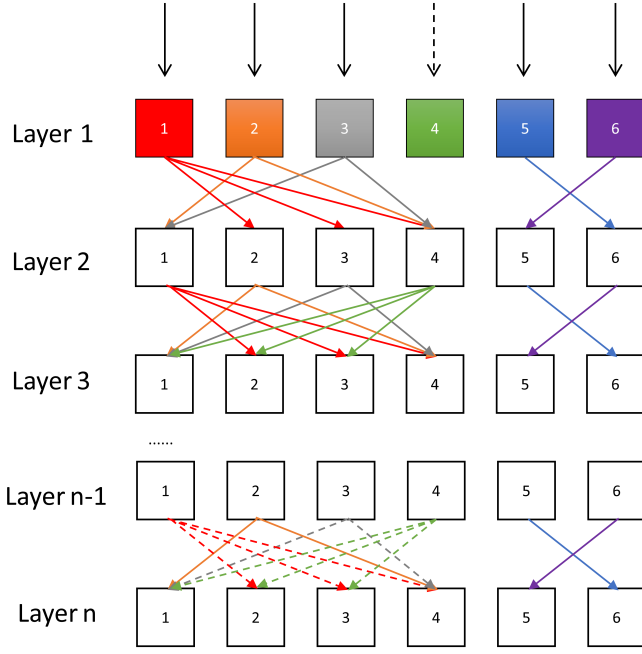 Layer 1 1 2 3 4 5 6
Layer 2 1 2 3 4 5 6
Layer 3 1 2 3 4 5 6
......
Layer n-1 1 2 3 4 5 6
Layer n 1 2 3 4 5 6